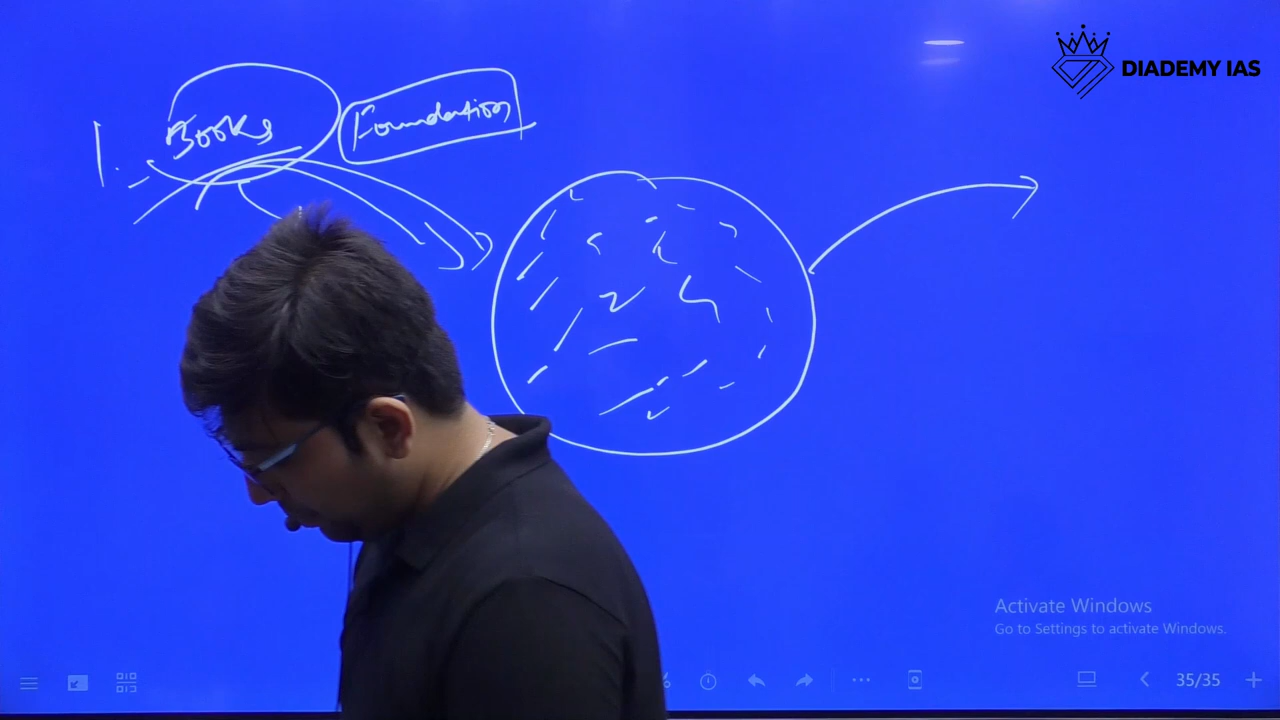 DIADEMY IAS
1. Books Foundation
Activate Windows
Go to Settings to activate Windows.
35/35